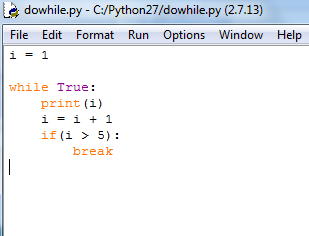 dowhile.py - C:/Python27/dowhile.py (2.7.13)
File Edit Format Run Options Window Help
i = 1
while True:
    print(i)
    i = i + 1
    if(i > 5):
        break